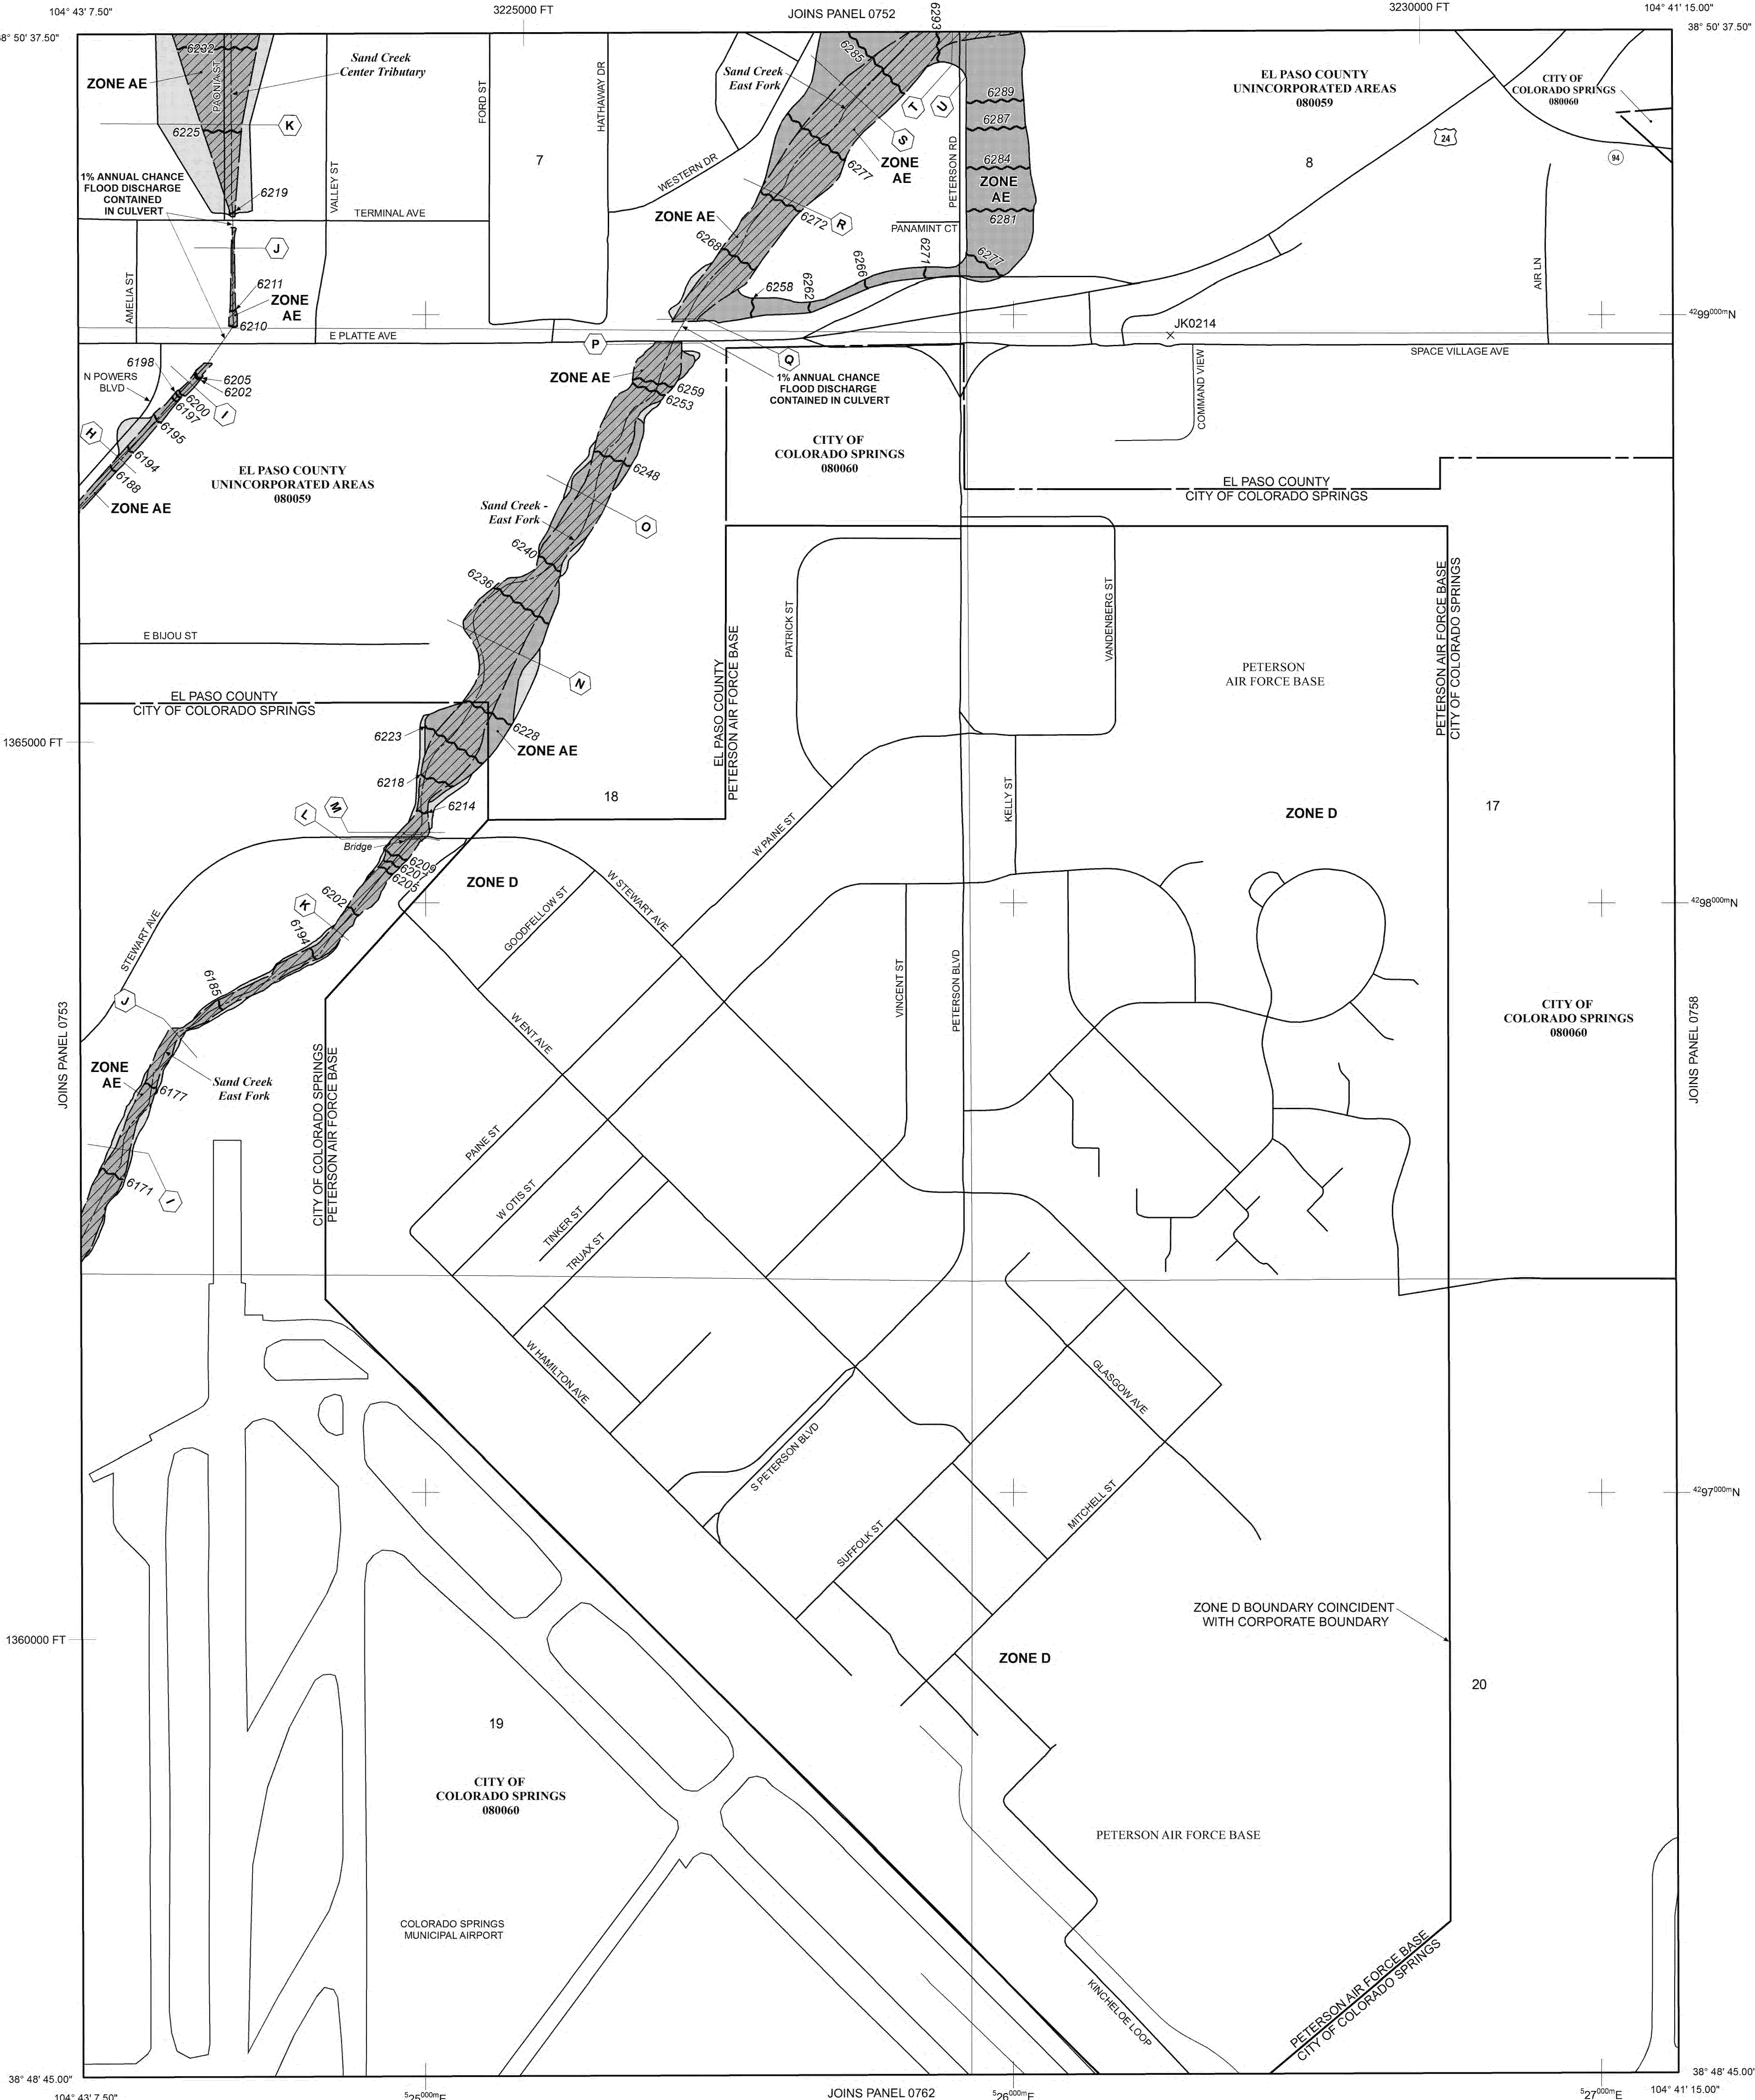 104° 43' 7.50"
3225000 FT
JOINS PANEL 0752
3230000 FT
104° 41' 15.00"
8° 50' 37.50"
38° 50' 37.50"
6232
ZONE AE
PAONIA ST
Sand Creek
Center Tributary
K
6225
1% ANNUAL CHANCE
FLOOD DISCHARGE
CONTAINED
IN CULVERT
6219
VALLEY ST
TERMINAL AVE
J
AMELIA ST
6211
ZONE
AE
6210
E PLATTE AVE
FORD ST
HATHAWAY DR
7
WESTERN DR
Sand Creek
East Fork
6285
6293
T
U
S
ZONE
AE
6277
PETERSON RD
6289
6287
6284
ZONE
AE
6281
6277
ZONE AE
6272
R
6268
PANAMINT CT
6271
6266
6262
6258
EL PASO COUNTY
UNINCORPORATED AREAS
080059
CITY OF
COLORADO SPRINGS
080060
24
94
8
AIR LN
4299000mN
JK0214
SPACE VILLAGE AVE
COMMAND VIEW
P
Q
1% ANNUAL CHANCE
FLOOD DISCHARGE
CONTAINED IN CULVERT
ZONE AE
6259
6253
6198
N POWERS
BLVD
6205
6202
6200
6197
I
6195
H
6194
6188
ZONE AE
EL PASO COUNTY
UNINCORPORATED AREAS
080059
CITY OF
COLORADO SPRINGS
080060
6248
Sand Creek -
East Fork
O
EL PASO COUNTY
CITY OF COLORADO SPRINGS
6240
6236
E BIJOU ST
N
EL PASO COUNTY
CITY OF COLORADO SPRINGS
PATRICK ST
VANDENBERG ST
EL PASO COUNTY
PETERSON AIR FORCE BASE
PETERSON
AIR FORCE BASE
PETERSON AIR FORCE BASE
CITY OF COLORADO SPRINGS
1365000 FT
6223
6228
ZONE AE
6218
6214
18
KELLY ST
ZONE D
17
L
M
Bridge
W PAINE ST
6209
6207
6205
ZONE D
6202
K
GOODFELLOW ST
W STEWART AVE
4298000mN
6194
STEWART AVE
6185
J
VINCENT ST
PETERSON BLVD
JOINS PANEL 0753
W ENT AVE
CITY OF
COLORADO SPRINGS
080060
JOINS PANEL 0758
ZONE
AE
6177
Sand Creek
East Fork
CITY OF COLORADO SPRINGS
PETERSON AIR FORCE BASE
PAINE ST
6171
I
W OTIS ST
TINKER ST
TRUAX ST
W HAMILTON AVE
GLASGOW AVE
S PETERSON BLVD
MITCHELL ST
4297000mN
SUFFOLK ST
ZONE D BOUNDARY COINCIDENT
WITH CORPORATE BOUNDARY
1360000 FT
ZONE D
20
19
CITY OF
COLORADO SPRINGS
080060
PETERSON AIR FORCE BASE
COLORADO SPRINGS
MUNICIPAL AIRPORT
KINCHELOE LOOP
PETERSON AIR FORCE BASE
CITY OF COLORADO SPRINGS
38° 48' 45.00"
38° 48' 45.00'
104° 43' 7.50"
525000mE
JOINS PANEL 0762
526000mE
527000mE
104° 41' 15.00"